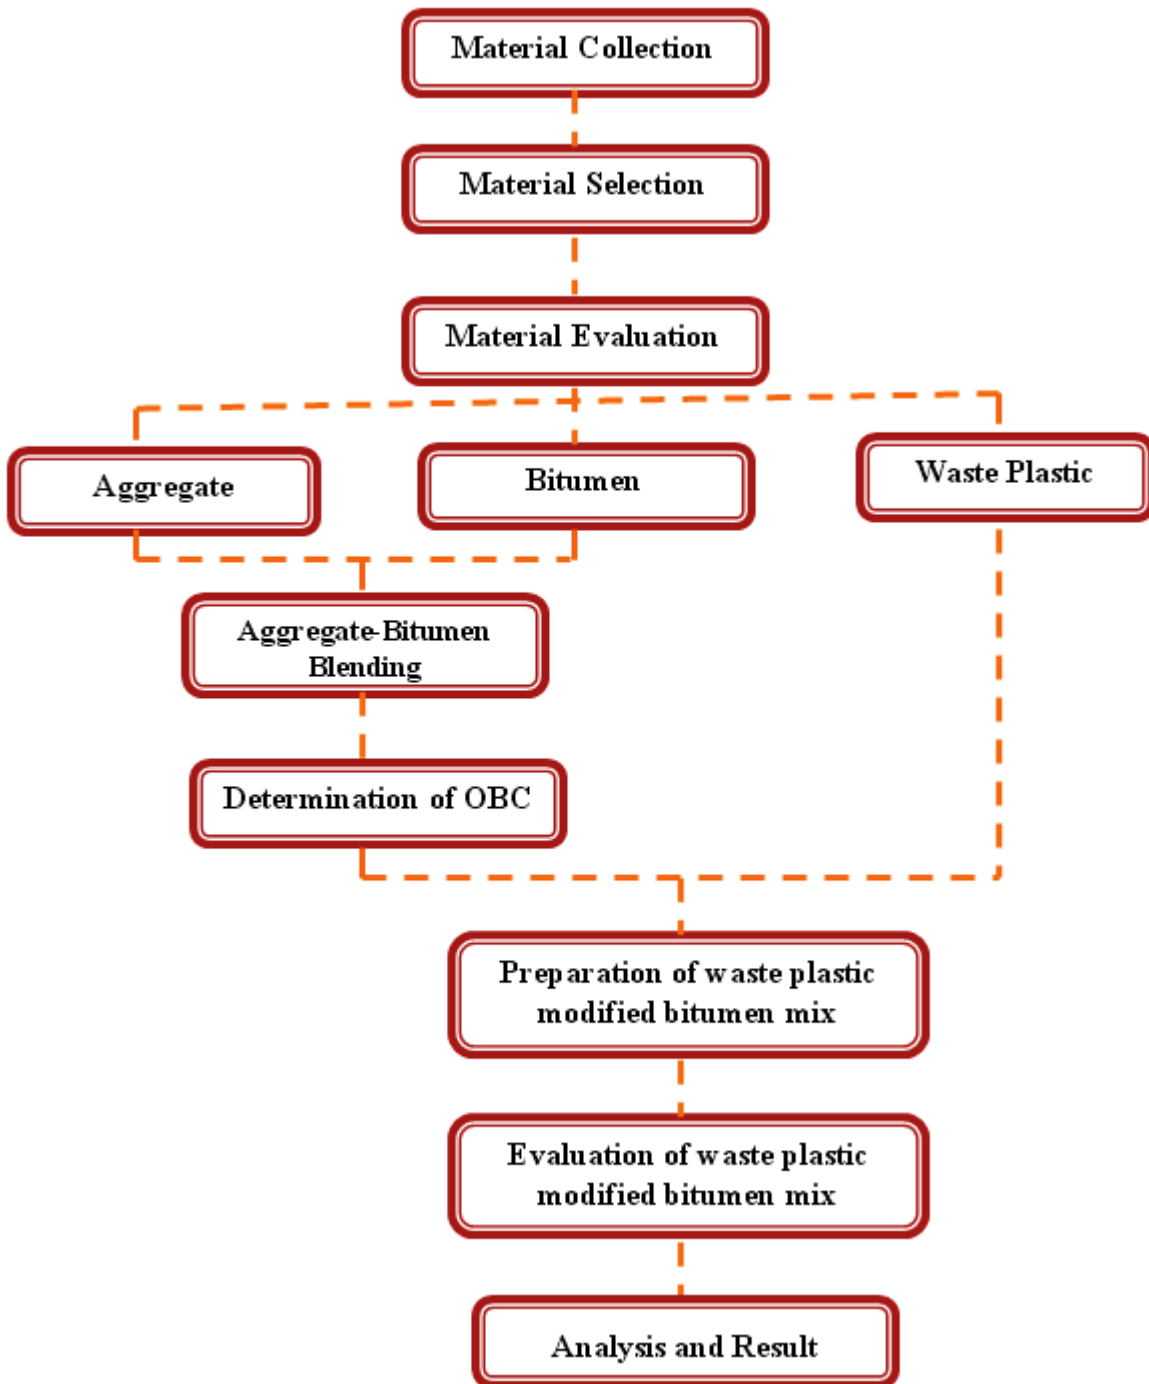 Material Collection
Material Selection
Material Evaluation
Aggregate
Bitumen
Waste Plastic
Aggregate-Bitumen
Blending
Determination of OBC
Preparation of waste plastic
modified bitumen mix
Evaluation of waste plastic
modified bitumen mix
Analysis and Result